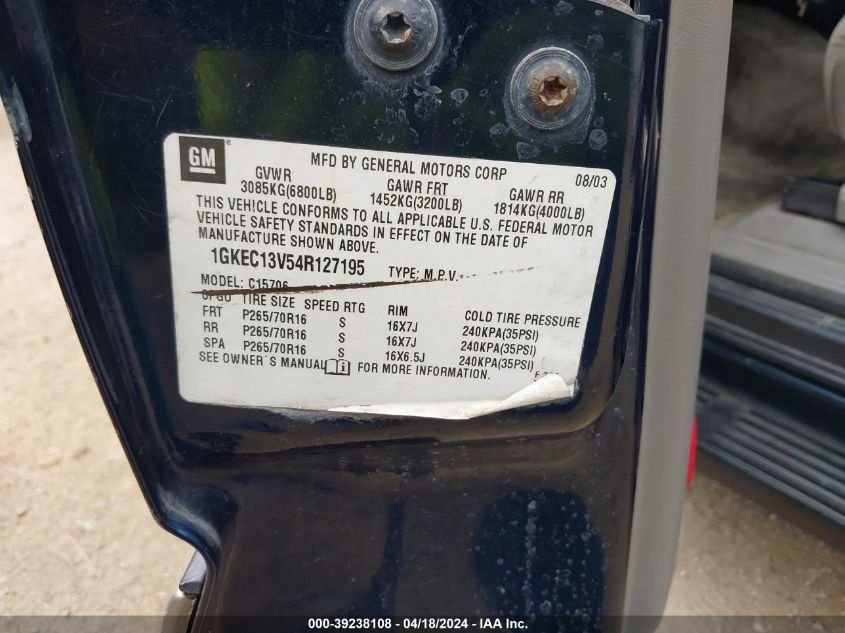 GM
MFD BY GENERAL MOTORS CORP 08/03
GVWR GAWR FRT GAWR RR
3085KG(6800LB) 1452KG(3200LB) 1814KG(4000LB)
THIS VEHICLE CONFORMS TO ALL APPLICABLE U.S. FEDERAL MOTOR
VEHICLE SAFETY STANDARDS IN EFFECT ON THE DATE OF
MANUFACTURE SHOWN ABOVE.
1GKEC13V54R127195 TYPE: M.P.V.
MODEL: C15706
TIRE SIZE SPEED RTG RIM COLD TIRE PRESSURE
FRT P265/70R16 S 16X7J 240KPA(35PSI)
RR P265/70R16 S 16X7J 240KPA(35PSI)
SPA P265/70R16 S 16X6.5J 240KPA(35PSI)
SEE OWNER'S MANUAL FOR MORE INFORMATION.
000-39238108 - 04/18/2024 - IAA Inc.